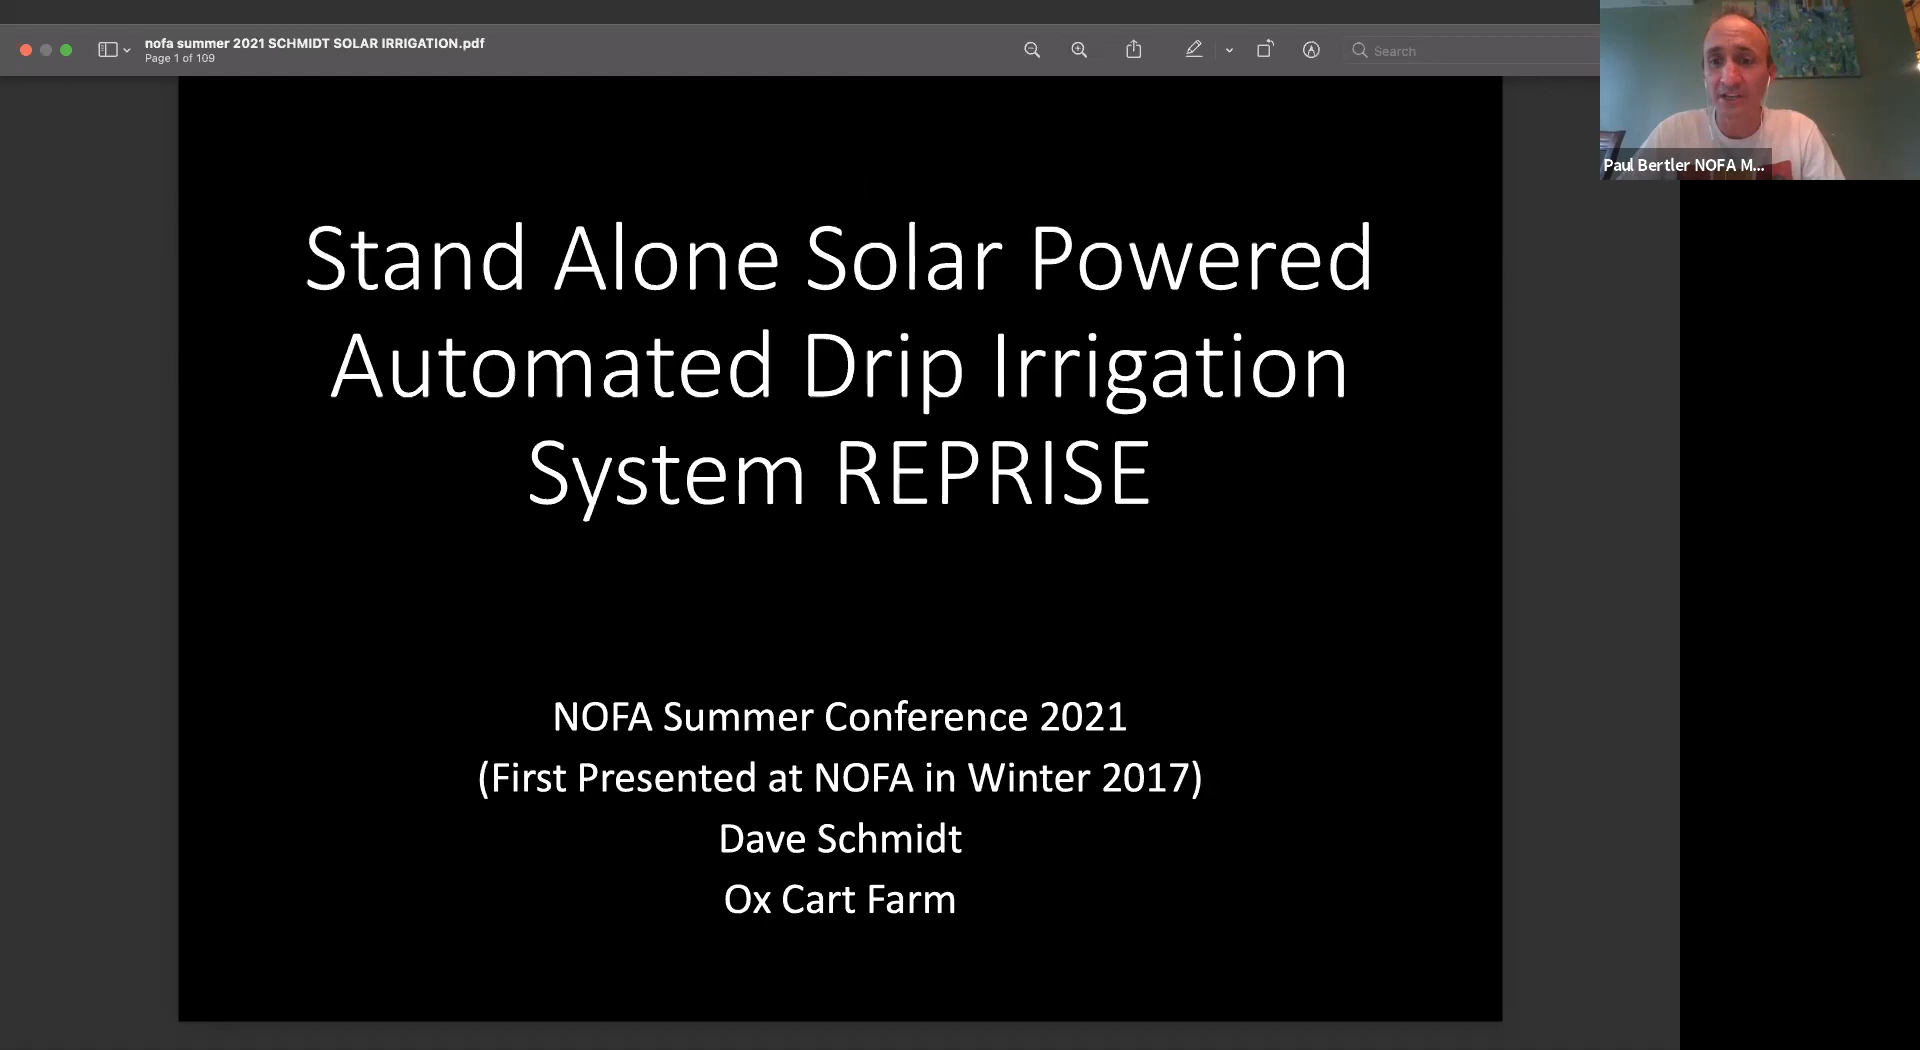 nofa summer 2021 SCHMIDT SOLAR IRRIGATION.pdf
Page 1 of 109
Search
Paul Bertler NOFA M...
Stand Alone Solar Powered
Automated Drip Irrigation
System REPRISE
NOFA Summer Conference 2021
(First Presented at NOFA in Winter 2017)
Dave Schmidt
Ox Cart Farm